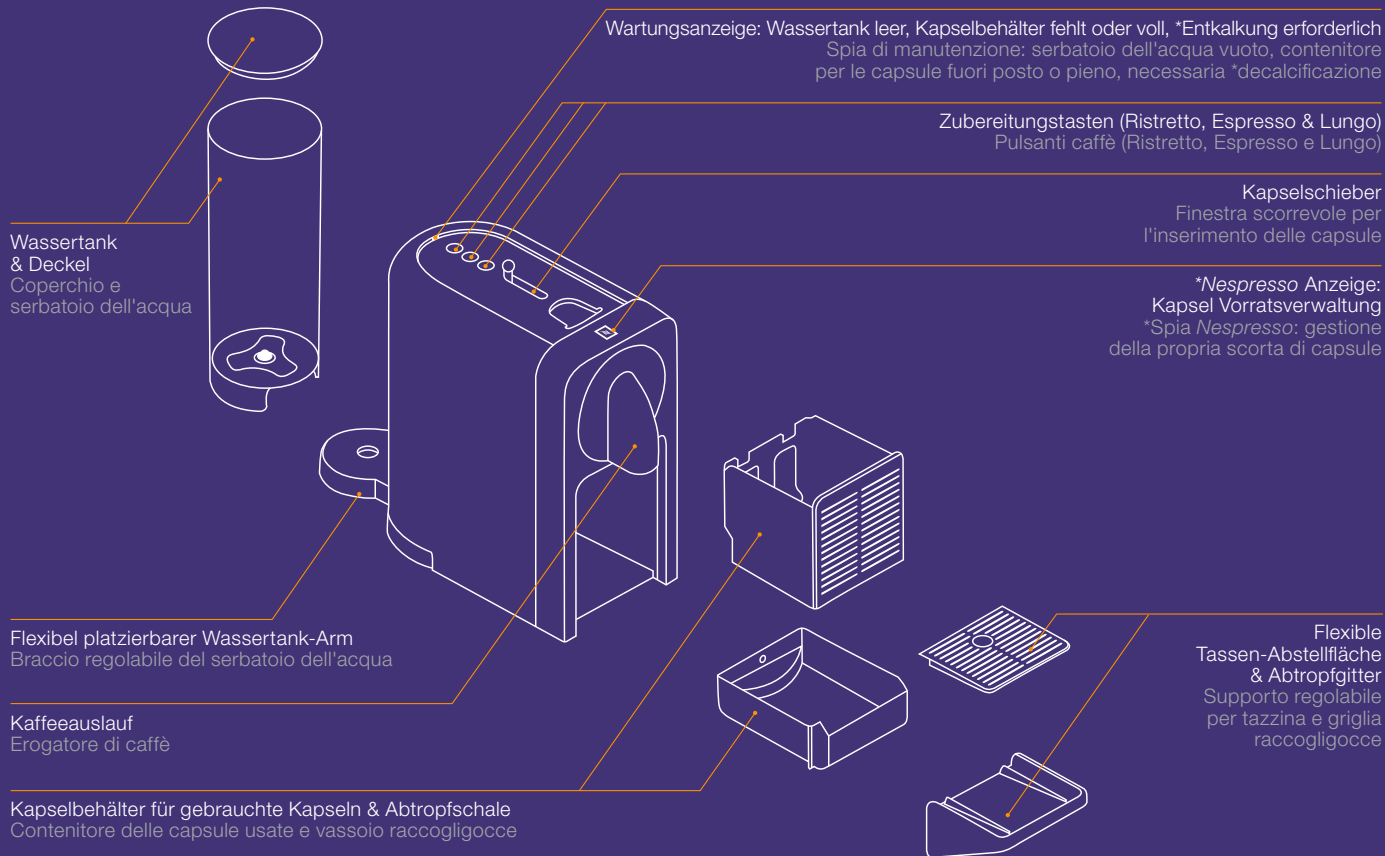 Wartungsanzeige: Wassertank leer, Kapselbehälter fehlt oder voll, *Entkalkung erforderlich
Spia di manutenzione: serbatoio dell'acqua vuoto, contenitore
per le capsule fuori posto o pieno, necessaria *decalcificazione
Zubereitungstasten (Ristretto, Espresso & Lungo)
Pulsanti caffè (Ristretto, Espresso e Lungo)
Kapselschieber
Finestra scorrevole per
l'inserimento delle capsule
Wassertank
& Deckel
Coperchio e
serbatoio dell'acqua
*Nespresso Anzeige:
Kapsel Vorratsverwaltung
*Spia Nespresso: gestione
della propria scorta di capsule
Flexibel platzierbarer Wassertank-Arm
Braccio regolabile del serbatoio dell'acqua
Flexible
Tassen-Abstellfläche
& Abtropfgitter
Supporto regolabile
per tazzina e griglia
raccogligocce
Kaffeeauslauf
Erogatore di caffè
Kapselbehälter für gebrauchte Kapseln & Abtropfschale
Contenitore delle capsule usate e vassoio raccogligocce